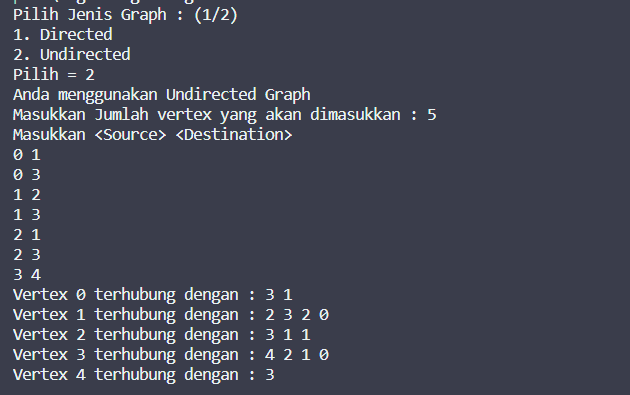 Pilih Jenis Graph : (1/2)
1. Directed
2. Undirected
Pilih = 2
Anda menggunakan Undirected Graph
Masukkan Jumlah vertex yang akan dimasukkan : 5
Masukkan <Source> <Destination>
0 1
0 3
1 2
1 3
2 1
2 3
3 4
Vertex 0 terhubung dengan : 3 1
Vertex 1 terhubung dengan : 2 3 2 0
Vertex 2 terhubung dengan : 3 1 1
Vertex 3 terhubung dengan : 4 2 1 0
Vertex 4 terhubung dengan : 3